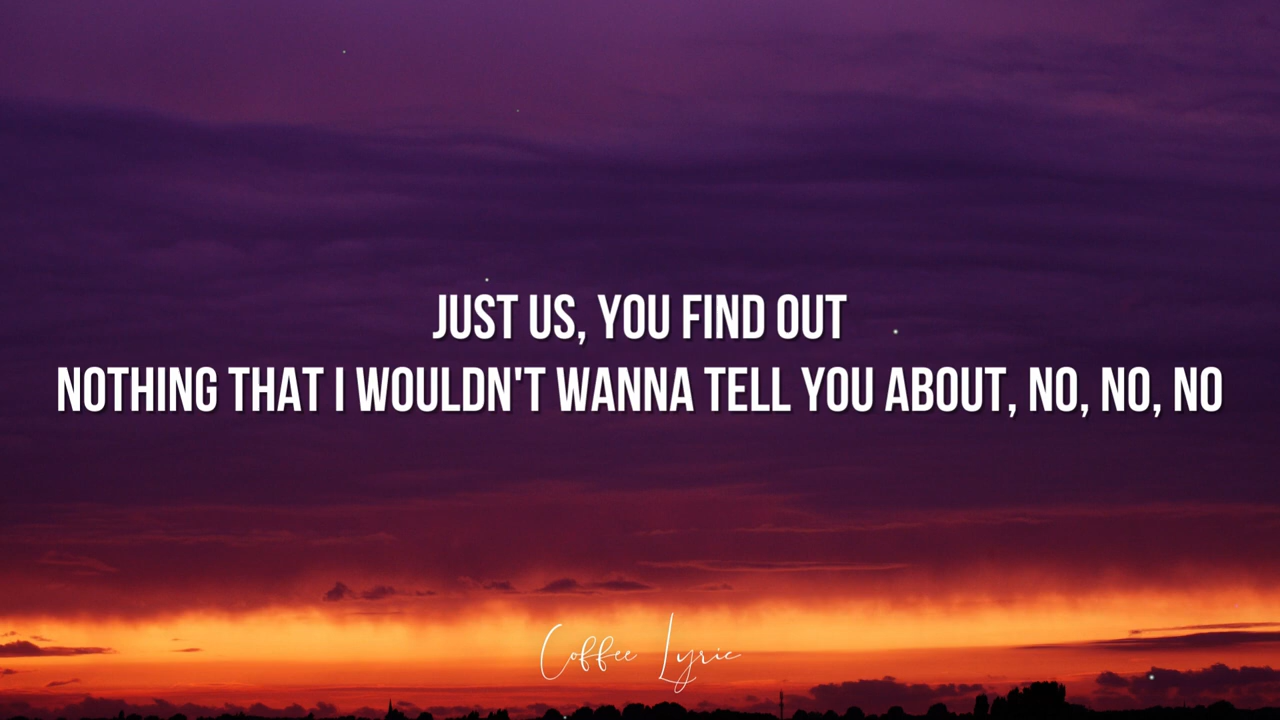 JUST US, YOU FIND OUT
NOTHING THAT I WOULDN'T WANNA TELL YOU ABOUT, NO, NO, NO
Coffee Lyric